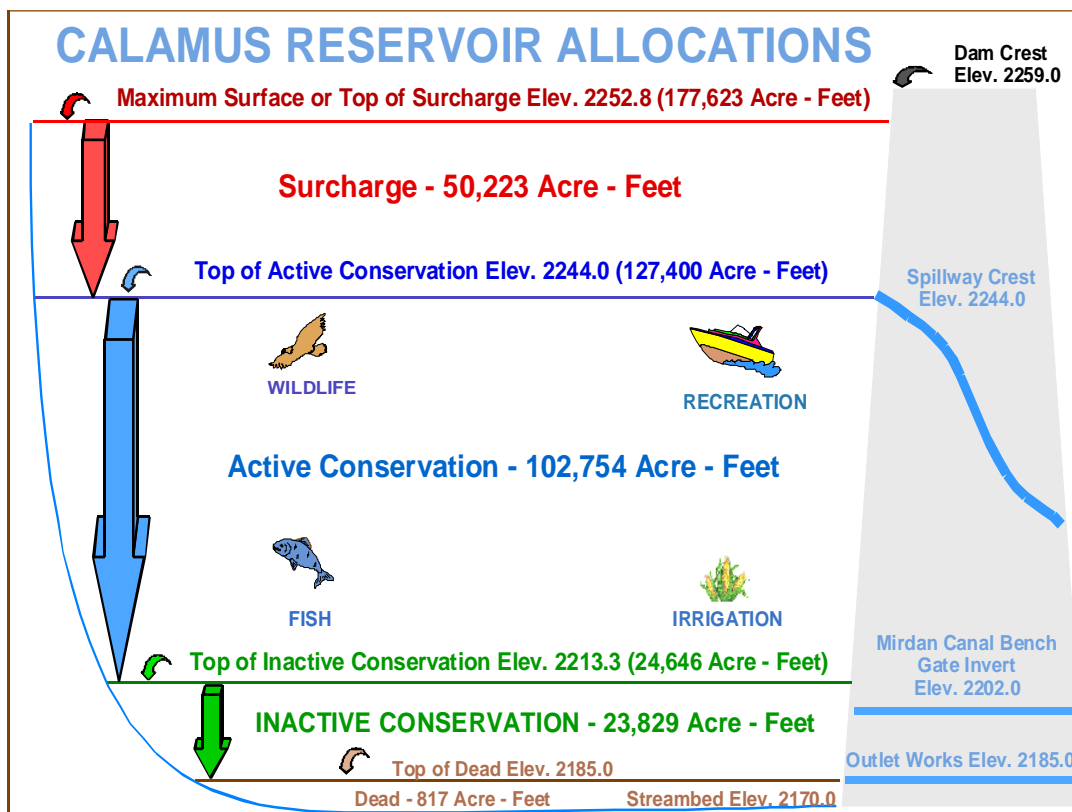 CALAMUS RESERVOIR ALLOCATIONS
Dam Crest
Elev. 2259.0
Maximum Surface or Top of Surcharge Elev. 2252.8 (177,623 Acre - Feet)
Surcharge - 50,223 Acre - Feet
Top of Active Conservation Elev. 2244.0 (127,400 Acre - Feet)
Spillway Crest
Elev. 2244.0
WILDLIFE
RECREATION
Active Conservation - 102,754 Acre - Feet
FISH
IRRIGATION
Mirdan Canal Bench
Gate Invert
Elev. 2202.0
Top of Inactive Conservation Elev. 2213.3 (24,646 Acre - Feet)
INACTIVE CONSERVATION - 23,829 Acre - Feet
Outlet Works Elev. 2185.0
Top of Dead Elev. 2185.0
Dead - 817 Acre - Feet
Streambed Elev. 2170.0